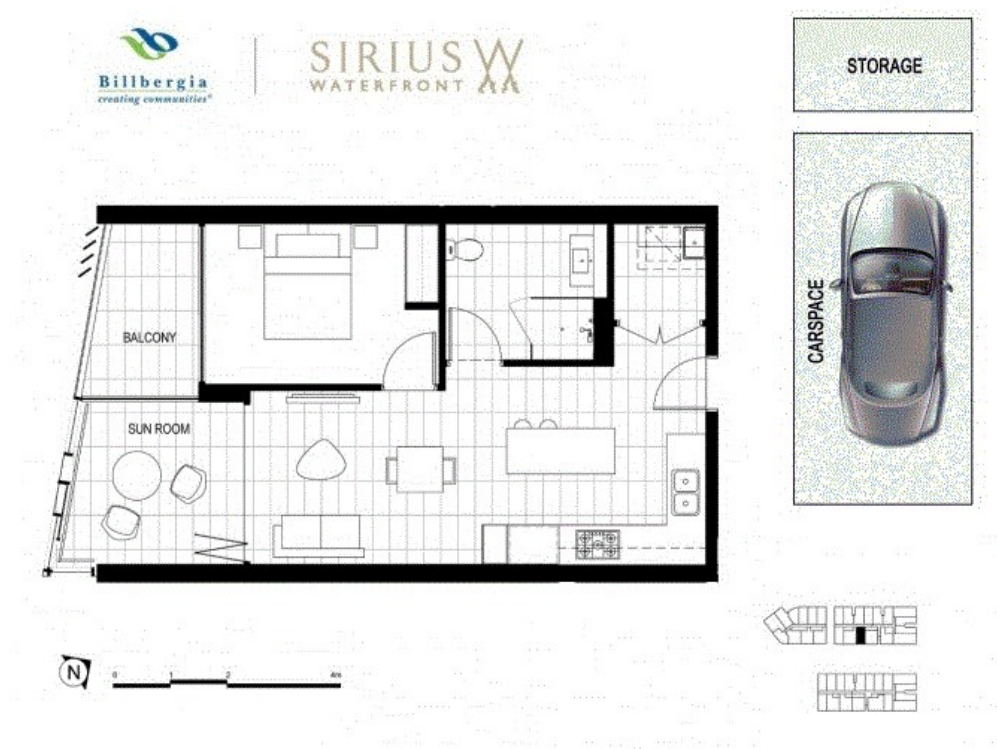 Billbergia
creating communities®
SIRIUS
WATERFRONT
STORAGE
CARSPACE
BALCONY
SUN ROOM
N
0 1 2 4m